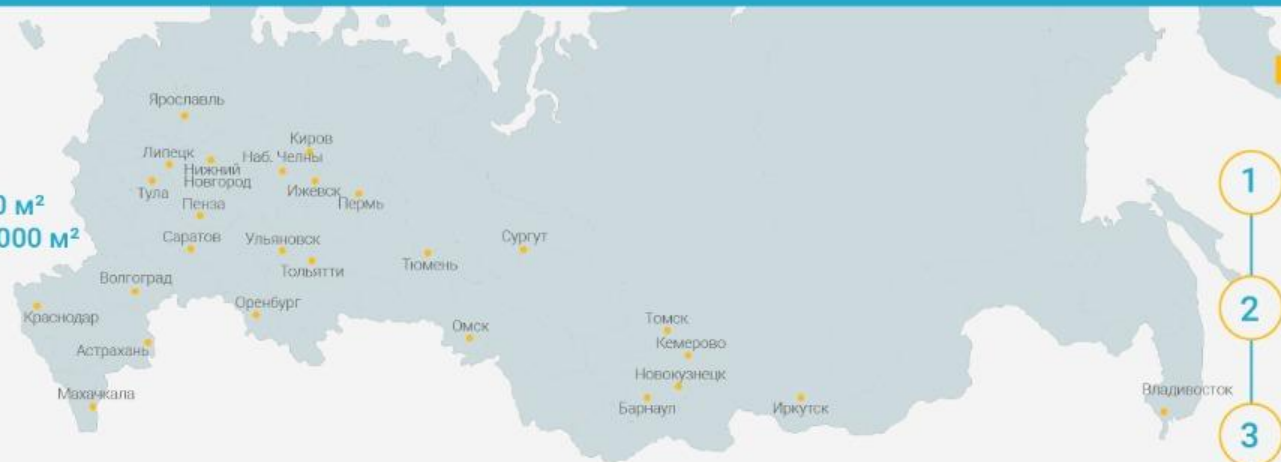 Ярославль
Киров
Липецк
Наб. Челны
Нижний
Новгород
Тула
Ижевск
Пермь
0 м²
Пенза
000 м²
Саратов
Ульяновск
Сургут
Тольятти
Тюмень
Волгоград
Оренбург
Краснодар
Омск
Томск
Астрахань
Кемерово
Новокузнецк
Махачкала
Барнаул
Иркутск
Владивосток
1
2
3